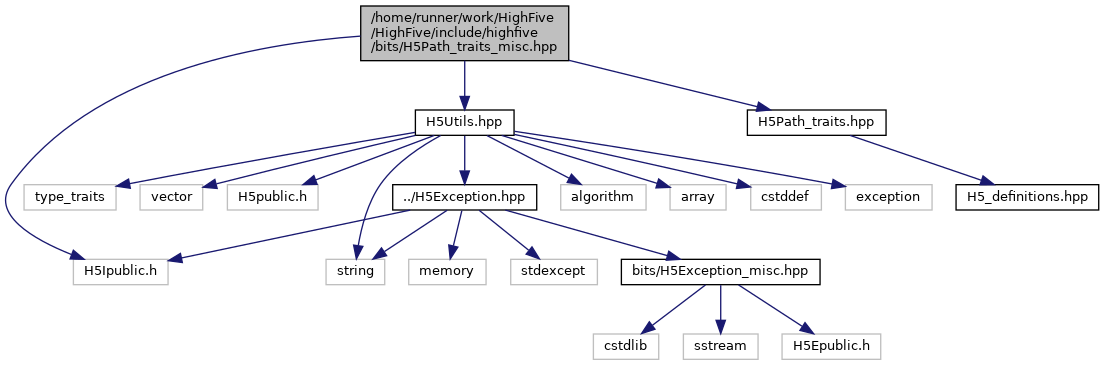 /home/runner/work/HighFive
/HighFive/include/highfive
/bits/H5Path_traits_misc.hpp
H5Utils.hpp
H5Path_traits.hpp
type_traits
vector
H5public.h
../H5Exception.hpp
algorithm
array
cstddef
exception
H5_definitions.hpp
H5Ipublic.h
string
memory
stdexcept
bits/H5Exception_misc.hpp
cstdlib
sstream
H5Epublic.h